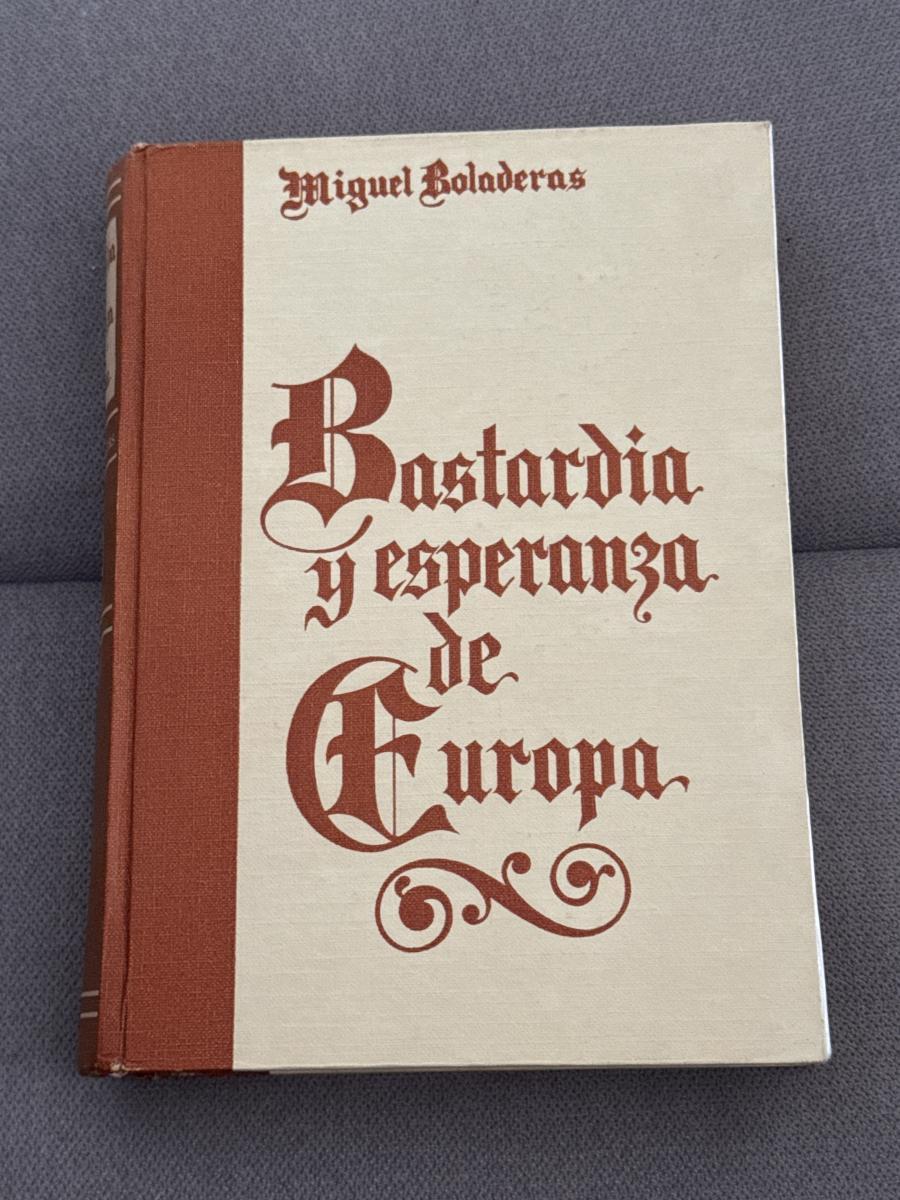 Miguel Boladeras
Bastardia
y esperanza
de
Europa